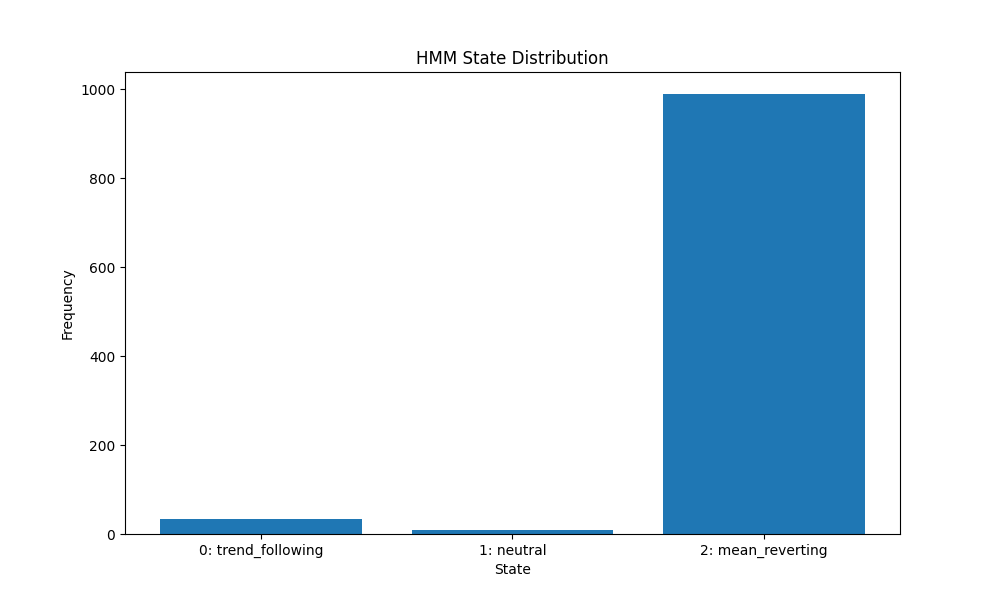 HMM State Distribution
1000
800
600
400
200
0
Frequency
0: trend_following
1: neutral
2: mean_reverting
State